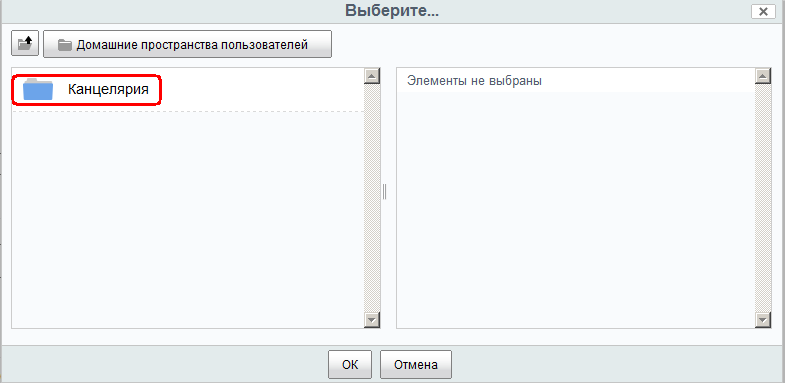 Выберите...
Домашние пространства пользователей
Канцелярия
Элементы не выбраны
ОК
Отмена